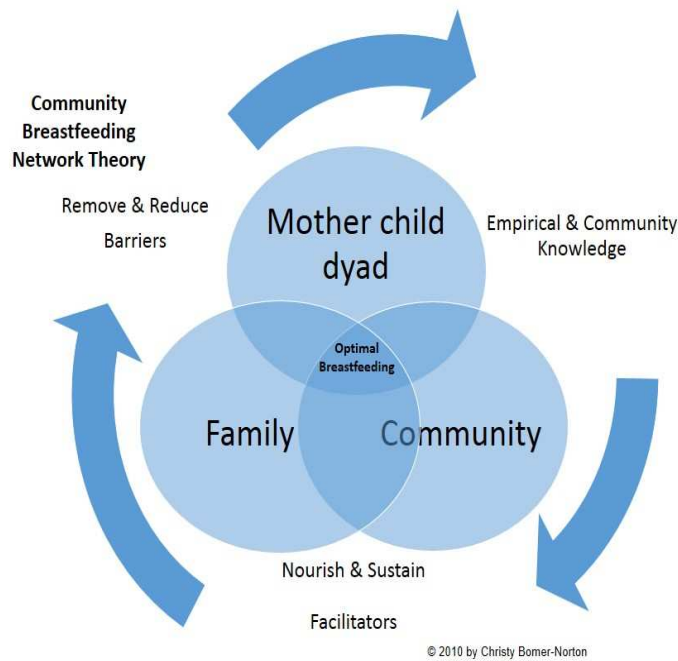 Community
Breastfeeding
Network Theory
Remove & Reduce
Barriers
Mother child
dyad
Empirical & Community
Knowledge
Optimal
Breastfeeding
Family
Community
Nourish & Sustain
Facilitators
© 2010 by Christy Bomer-Norton